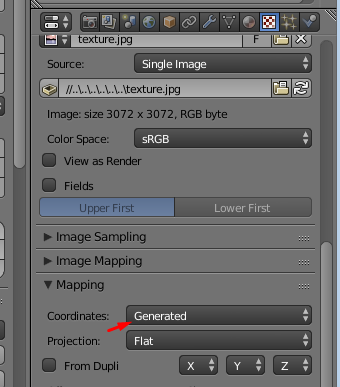 texture.jpg F
Source: Single Image
//..\..\..\..\..\..\texture.jpg
Image: size 3072 x 3072, RGB byte
Color Space: sRGB
View as Render
Fields
Upper First Lower First
Image Sampling
Image Mapping
Mapping
Coordinates: Generated
Projection: Flat
From Dupli X Y Z